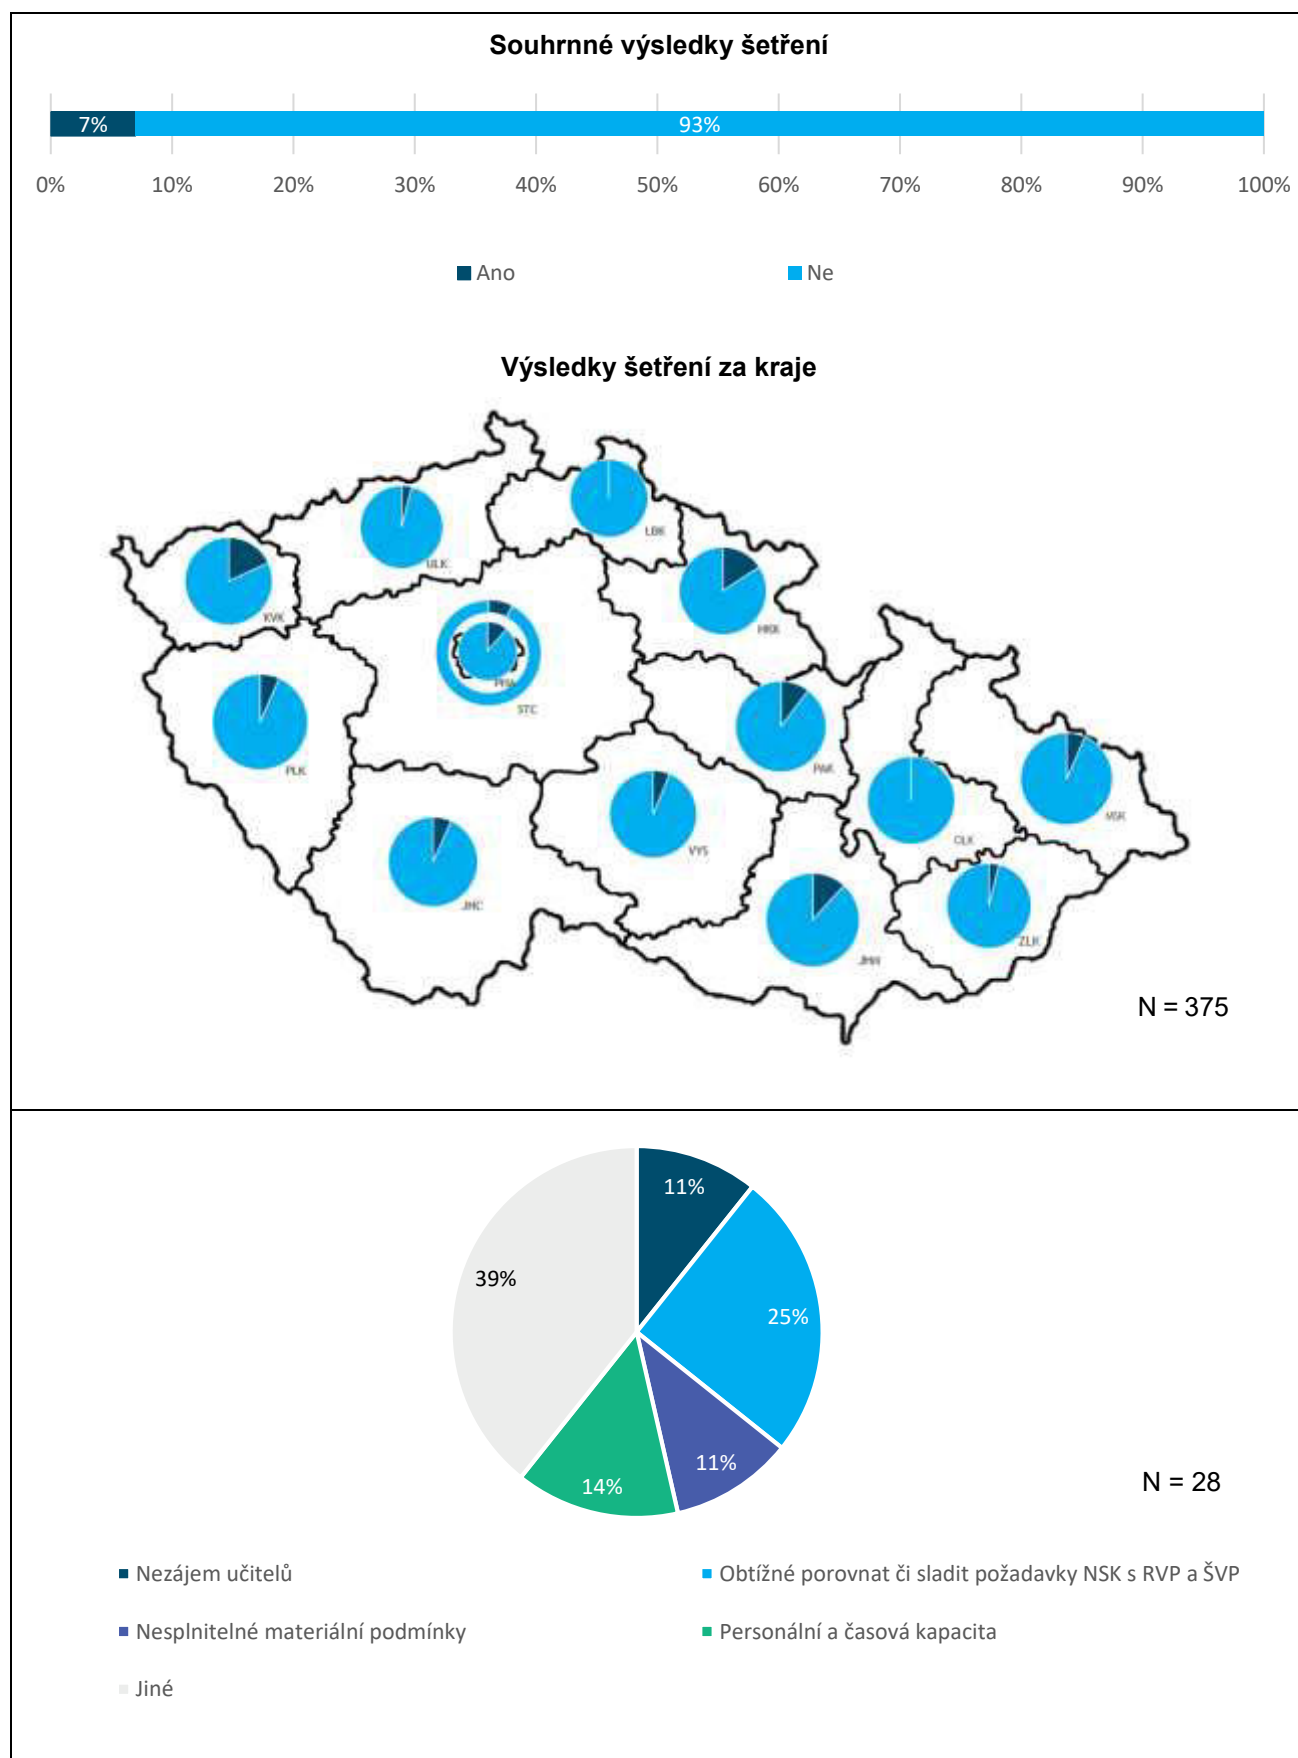 Souhrnné výsledky šetření
7% 93%
0% 10% 20% 30% 40% 50% 60% 70% 80% 90% 100%
Ano Ne
Výsledky šetření za kraje
LBK
ULK
KVK
HKK
PHA
STC
PLK
PAK
MSK
VYS
OLK
JHC
ZLK
JHM
N = 375
11%
39%
25%
11%
14%
N = 28
Nezájem učitelů Obtížné porovnat či sladit požadavky NSK s RVP a ŠVP
Nesplnitelné materiální podmínky Personální a časová kapacita
Jiné